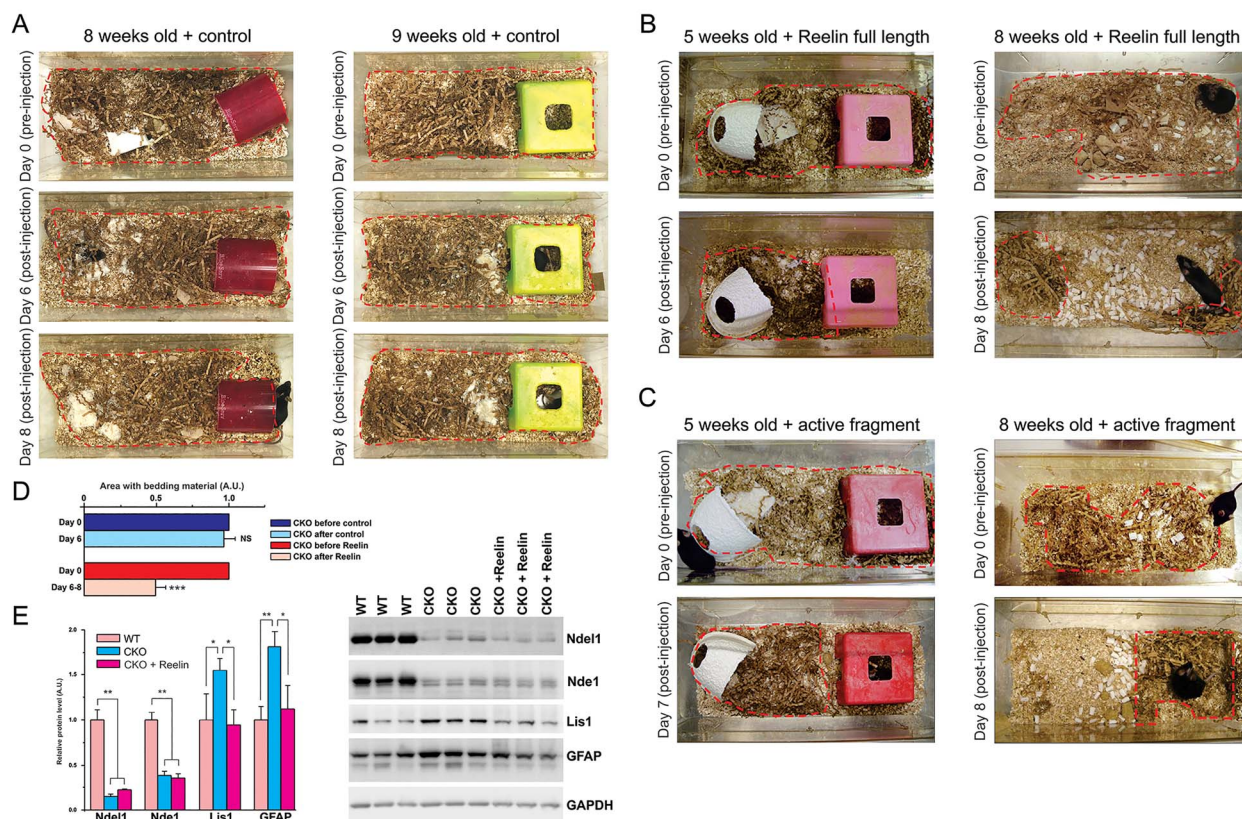 A
8 weeks old + control
9 weeks old + control
Day 0 (pre-injection)
Day 0 (pre-injection)
Day 6 (post-injection)
Day 6 (post-injection)
Day 8 (post-injection)
Day 8 (post-injection)
B
5 weeks old + Reelin full length
8 weeks old + Reelin full length
Day 0 (pre-injection)
Day 0 (pre-injection)
Day 6 (post-injection)
Day 8 (post-injection)
C
5 weeks old + active fragment
8 weeks old + active fragment
Day 0 (pre-injection)
Day 0 (pre-injection)
Day 7 (post-injection)
Day 8 (post-injection)
D
Area with bedding material (A.U.)
0 0.5 1.0
Day 0
Day 6
NS
Day 0
Day 6-8
***
CKO before control
CKO after control
CKO before Reelin
CKO after Reelin
E
Relative protein level (A.U.)
2.0
1.5
1.0
0.5
0.0
WT
CKO
CKO + Reelin
**
**
*
*
**
*
Ndel1 Nde1 Lis1 GFAP
WT
WT
WT
CKO
CKO
CKO
CKO +Reelin
CKO + Reelin
CKO + Reelin
Ndel1
Nde1
Lis1
GFAP
GAPDH